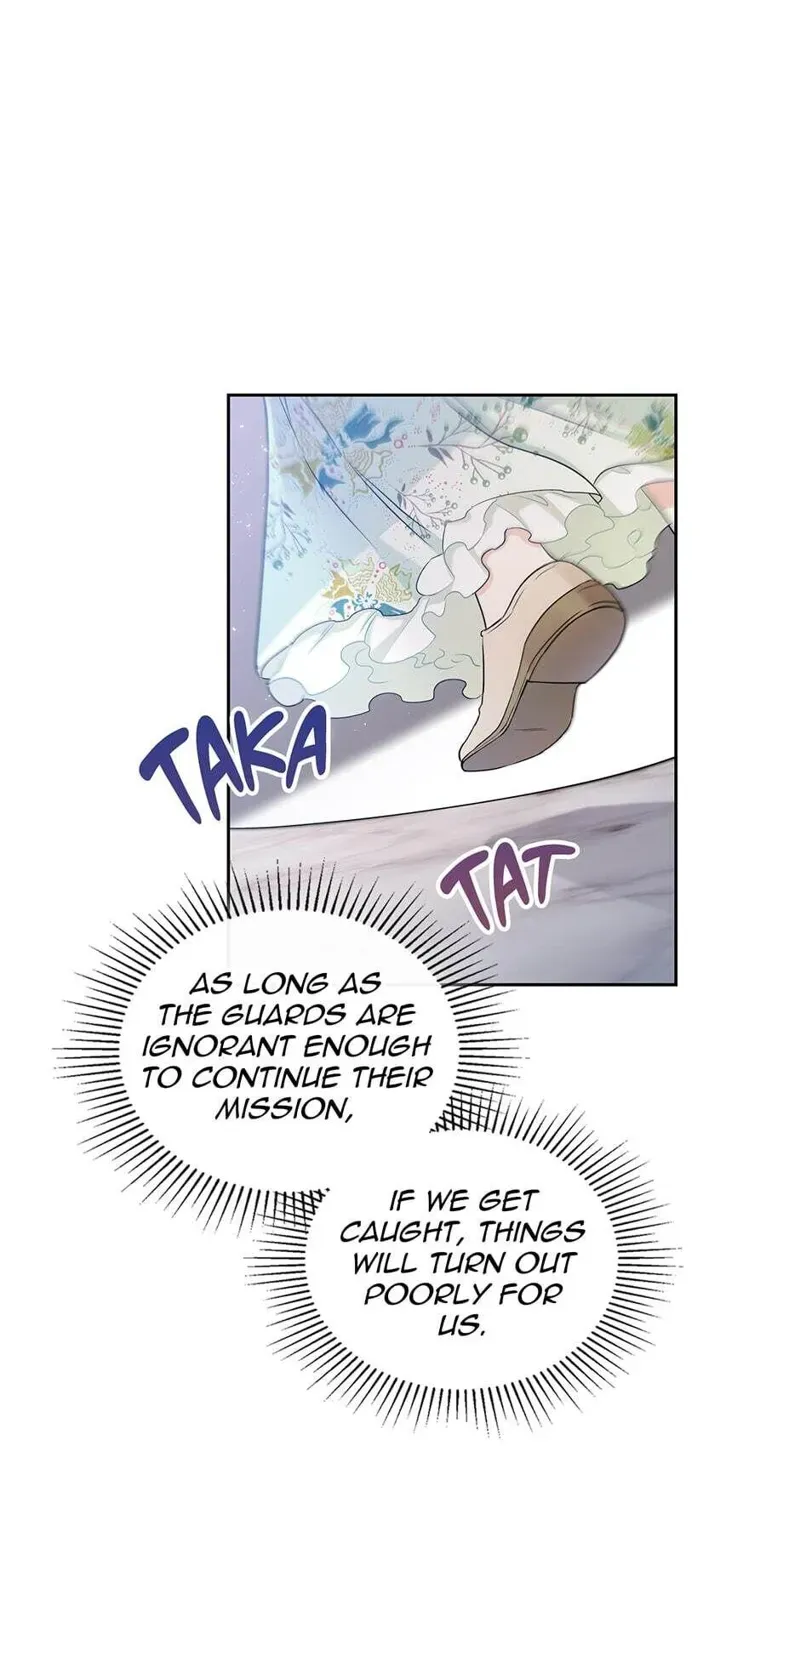 TAKA
TAT
AS LONG AS
THE GUARDS ARE
IGNORANT ENOUGH
TO CONTINUE THEIR
MISSION,
IF WE GET
CAUGHT, THINGS
WILL TURN OUT
POORLY FOR
US.